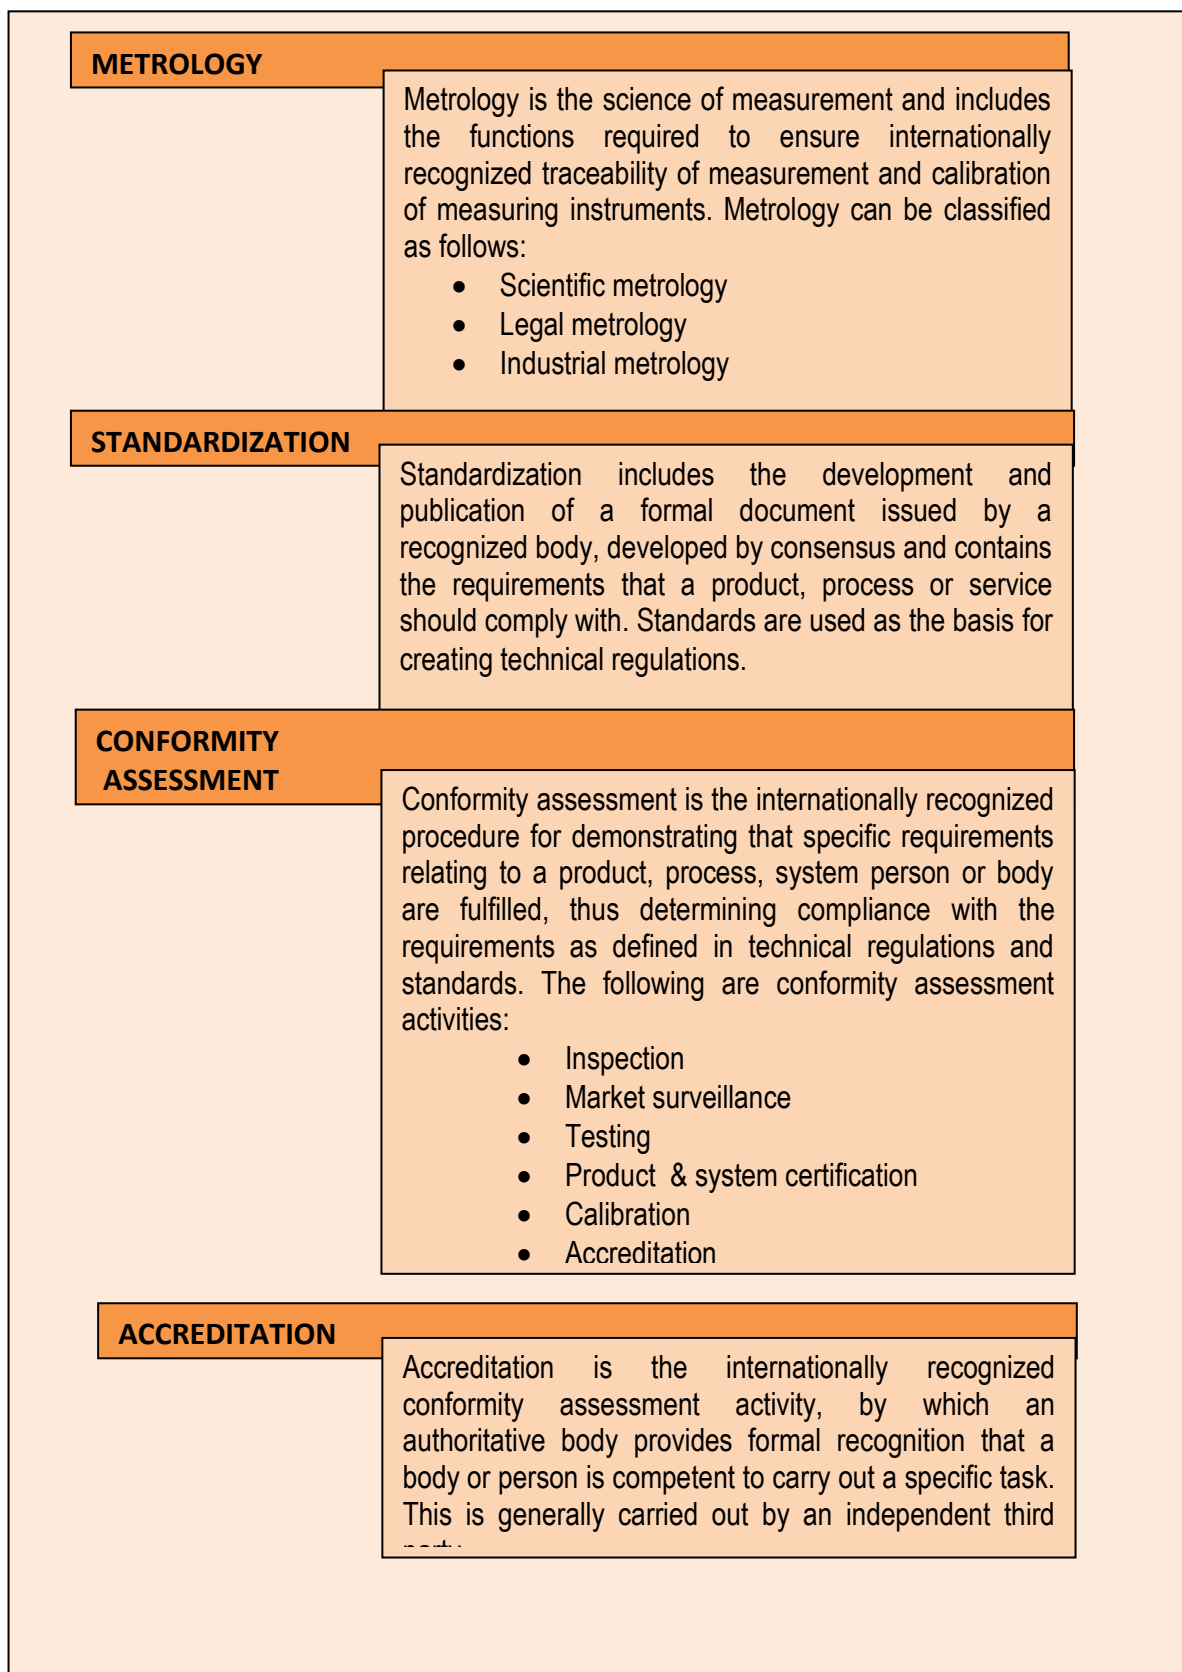 METROLOGY
Metrology is the science of measurement and includes
the functions required to ensure internationally
recognized traceability of measurement and calibration
of measuring instruments. Metrology can be classified
as follows:
• Scientific metrology
• Legal metrology
• Industrial metrology
STANDARDIZATION
Standardization includes the development and
publication of a formal document issued by a
recognized body, developed by consensus and contains
the requirements that a product, process or service
should comply with. Standards are used as the basis for
creating technical regulations.
CONFORMITY
ASSESSMENT
Conformity assessment is the internationally recognized
procedure for demonstrating that specific requirements
relating to a product, process, system person or body
are fulfilled, thus determining compliance with the
requirements as defined in technical regulations and
standards. The following are conformity assessment
activities:
• Inspection
• Market surveillance
• Testing
• Product & system certification
• Calibration
• Accreditation
ACCREDITATION
Accreditation is the internationally recognized
conformity assessment activity, by which an
authoritative body provides formal recognition that a
body or person is competent to carry out a specific task.
This is generally carried out by an independent third